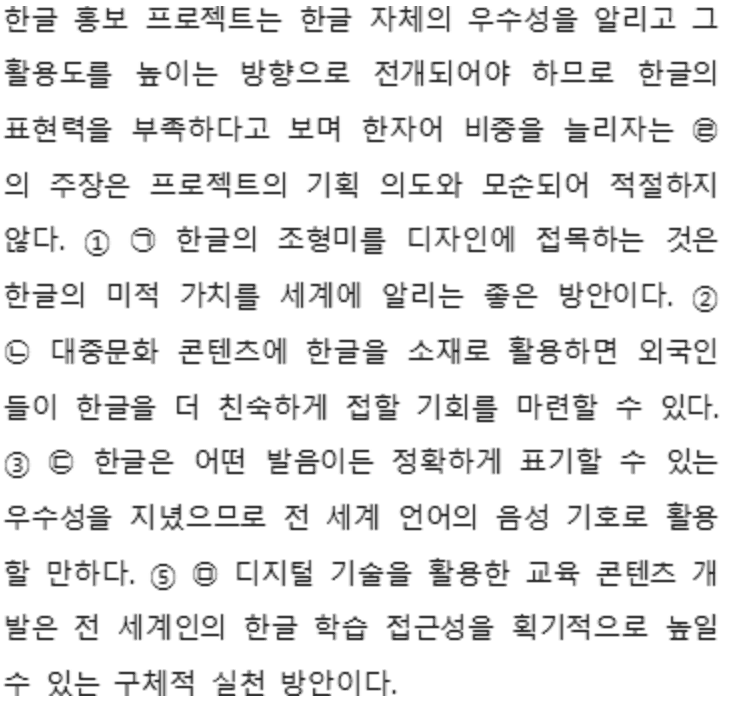 한글 홍보 프로젝트는 한글 자체의 우수성을 알리고 그
활용도를 높이는 방향으로 전개되어야 하므로 한글의
표현력을 부족하다고 보며 한자어 비중을 늘리자는 ㉣
의 주장은 프로젝트의 기획 의도와 모순되어 적절하지
않다. ① ㉠ 한글의 조형미를 디자인에 접목하는 것은
한글의 미적 가치를 세계에 알리는 좋은 방안이다. ②
㉡ 대중문화 콘텐츠에 한글을 소재로 활용하면 외국인
들이 한글을 더 친숙하게 접할 기회를 마련할 수 있다.
③ ㉢ 한글은 어떤 발음이든 정확하게 표기할 수 있는
우수성을 지녔으므로 전 세계 언어의 음성 기호로 활용
할 만하다. ⑤ ㉤ 디지털 기술을 활용한 교육 콘텐츠 개
발은 전 세계인의 한글 학습 접근성을 획기적으로 높일
수 있는 구체적 실천 방안이다.